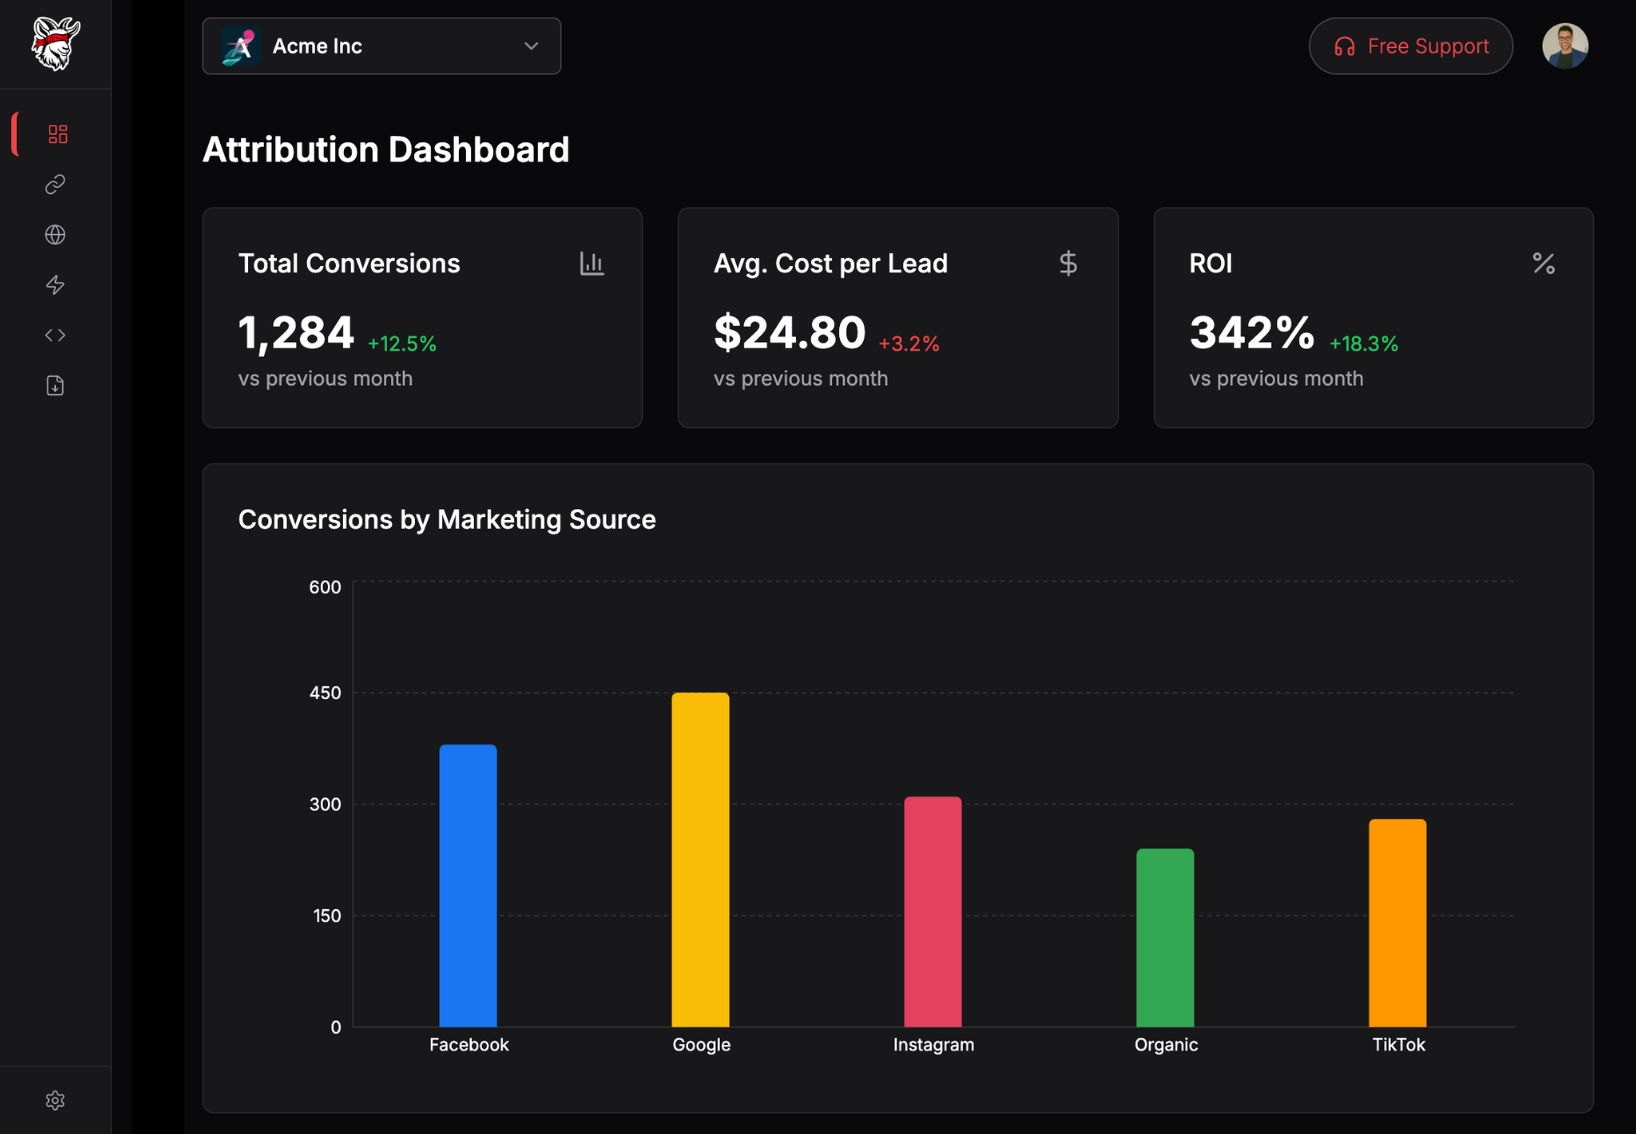 Acme Inc
Free Support
Attribution Dashboard
Total Conversions
1,284 +12.5%
vs previous month
Avg. Cost per Lead
$
$24.80 +3.2%
vs previous month
ROI
%
342% +18.3%
vs previous month
Conversions by Marketing Source
600
450
300
150
0
Facebook
Google
Instagram
Organic
TikTok